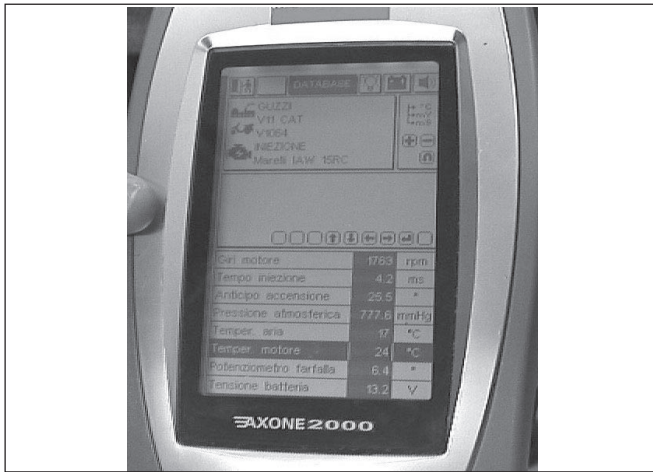 DATABASE
GUZZI
V11 CAT
V1064
INIEZIONE
Marelli IAW 15RC
°C
mV
mS
Giri motore 1763 rpm
Tempo iniezione 4.2 ms
Anticipo accensione 25.5 °
Pressione atmosferica 777.6 mmHg
Temper. aria 17 °C
Temper. motore 24 °C
Potenziometro farfalla 6.4 °
Tensione batteria 13.2 V
AXONE2000